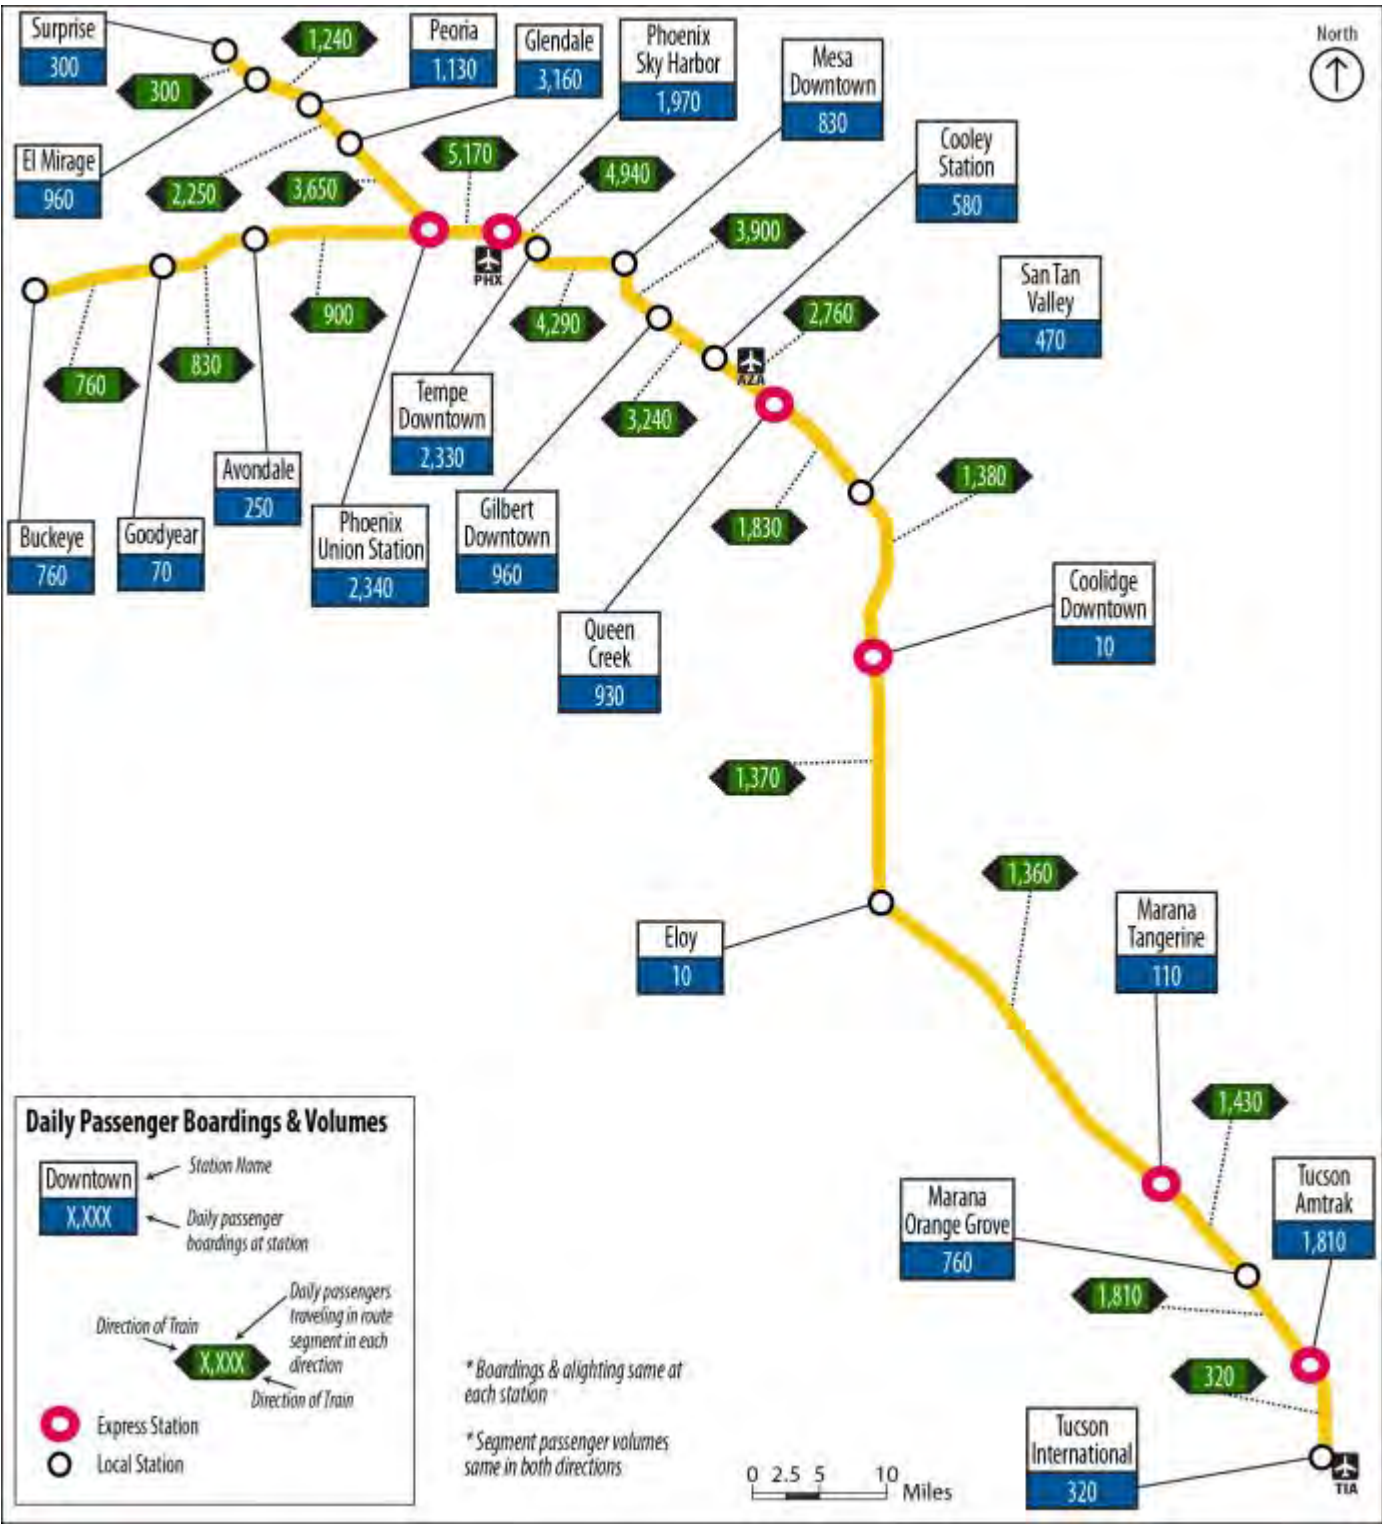 Surprise
300
1,240
Peoria
1,130
Glendale
3,160
Phoenix
Sky Harbor
1,970
Mesa
Downtown
830
North
300
El Mirage
960
2,250
3,650
5,170
4,940
Cooley
Station
580
3,900
PHX
San Tan
Valley
470
900
4,290
2,760
AZA
760
830
Tempe
Downtown
2,330
3,240
Avondale
250
1,380
Buckeye
760
Goodyear
70
Phoenix
Union Station
2,340
Gilbert
Downtown
960
1,830
Queen
Creek
930
Coolidge
Downtown
10
1,370
1,360
Eloy
10
Marana
Tangerine
110
1,430
Marana
Orange Grove
760
Tucson
Amtrak
1,810
1,810
320
Tucson
International
320
TIA
Daily Passenger Boardings & Volumes
Downtown
X,XXX
Station Name
Daily passenger
boardings at station
Direction of Train
X,XXX
Daily passengers
traveling in route
segment in each
direction
Direction of Train
Express Station
Local Station
* Boardings & alighting same at
each station
* Segment passenger volumes
same in both directions
0 2.5 5 10
Miles